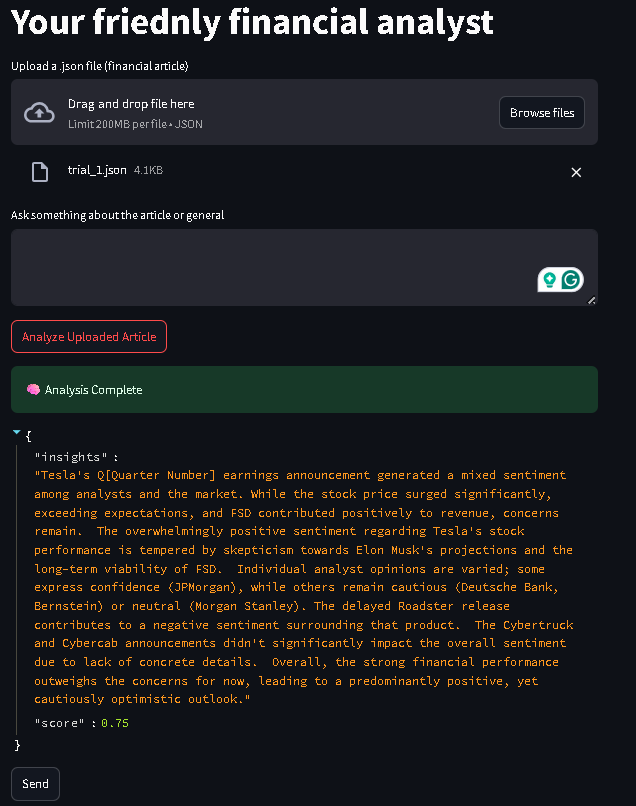 Your friednly financial analyst
Upload a .json file (financial article)
Drag and drop file here
Limit 200MB per file • JSON
Browse files
trial_1.json 4.1KB
Ask something about the article or general
Analyze Uploaded Article
🧠 Analysis Complete
{
"insights" :
"Tesla's Q[Quarter Number] earnings announcement generated a mixed sentiment
among analysts and the market. While the stock price surged significantly,
exceeding expectations, and FSD contributed positively to revenue, concerns
remain.  The overwhelmingly positive sentiment regarding Tesla's stock
performance is tempered by skepticism towards Elon Musk's projections and the
long-term viability of FSD.  Individual analyst opinions are varied; some
express confidence (JPMorgan), while others remain cautious (Deutsche Bank,
Bernstein) or neutral (Morgan Stanley). The delayed Roadster release
contributes to a negative sentiment surrounding that product.  The Cybertruck
and Cybercab announcements didn't significantly impact the overall sentiment
due to lack of concrete details.  Overall, the strong financial performance
outweighs the concerns for now, leading to a predominantly positive, yet
cautiously optimistic outlook."
"score" : 0.75
}
Send